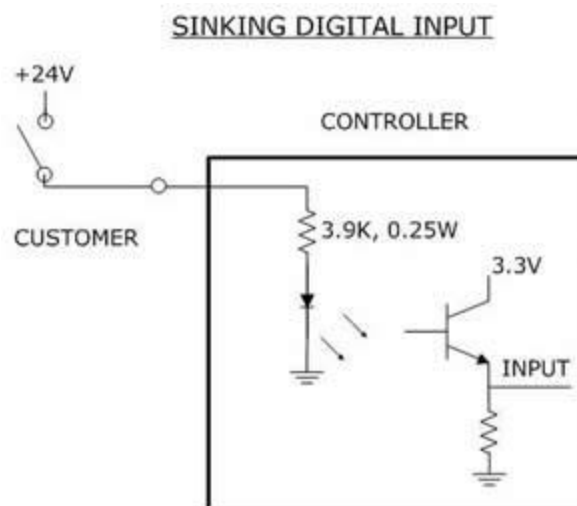 SINKING DIGITAL INPUT
+24V
CONTROLLER
3.9K, 0.25W
CUSTOMER
3.3V
INPUT